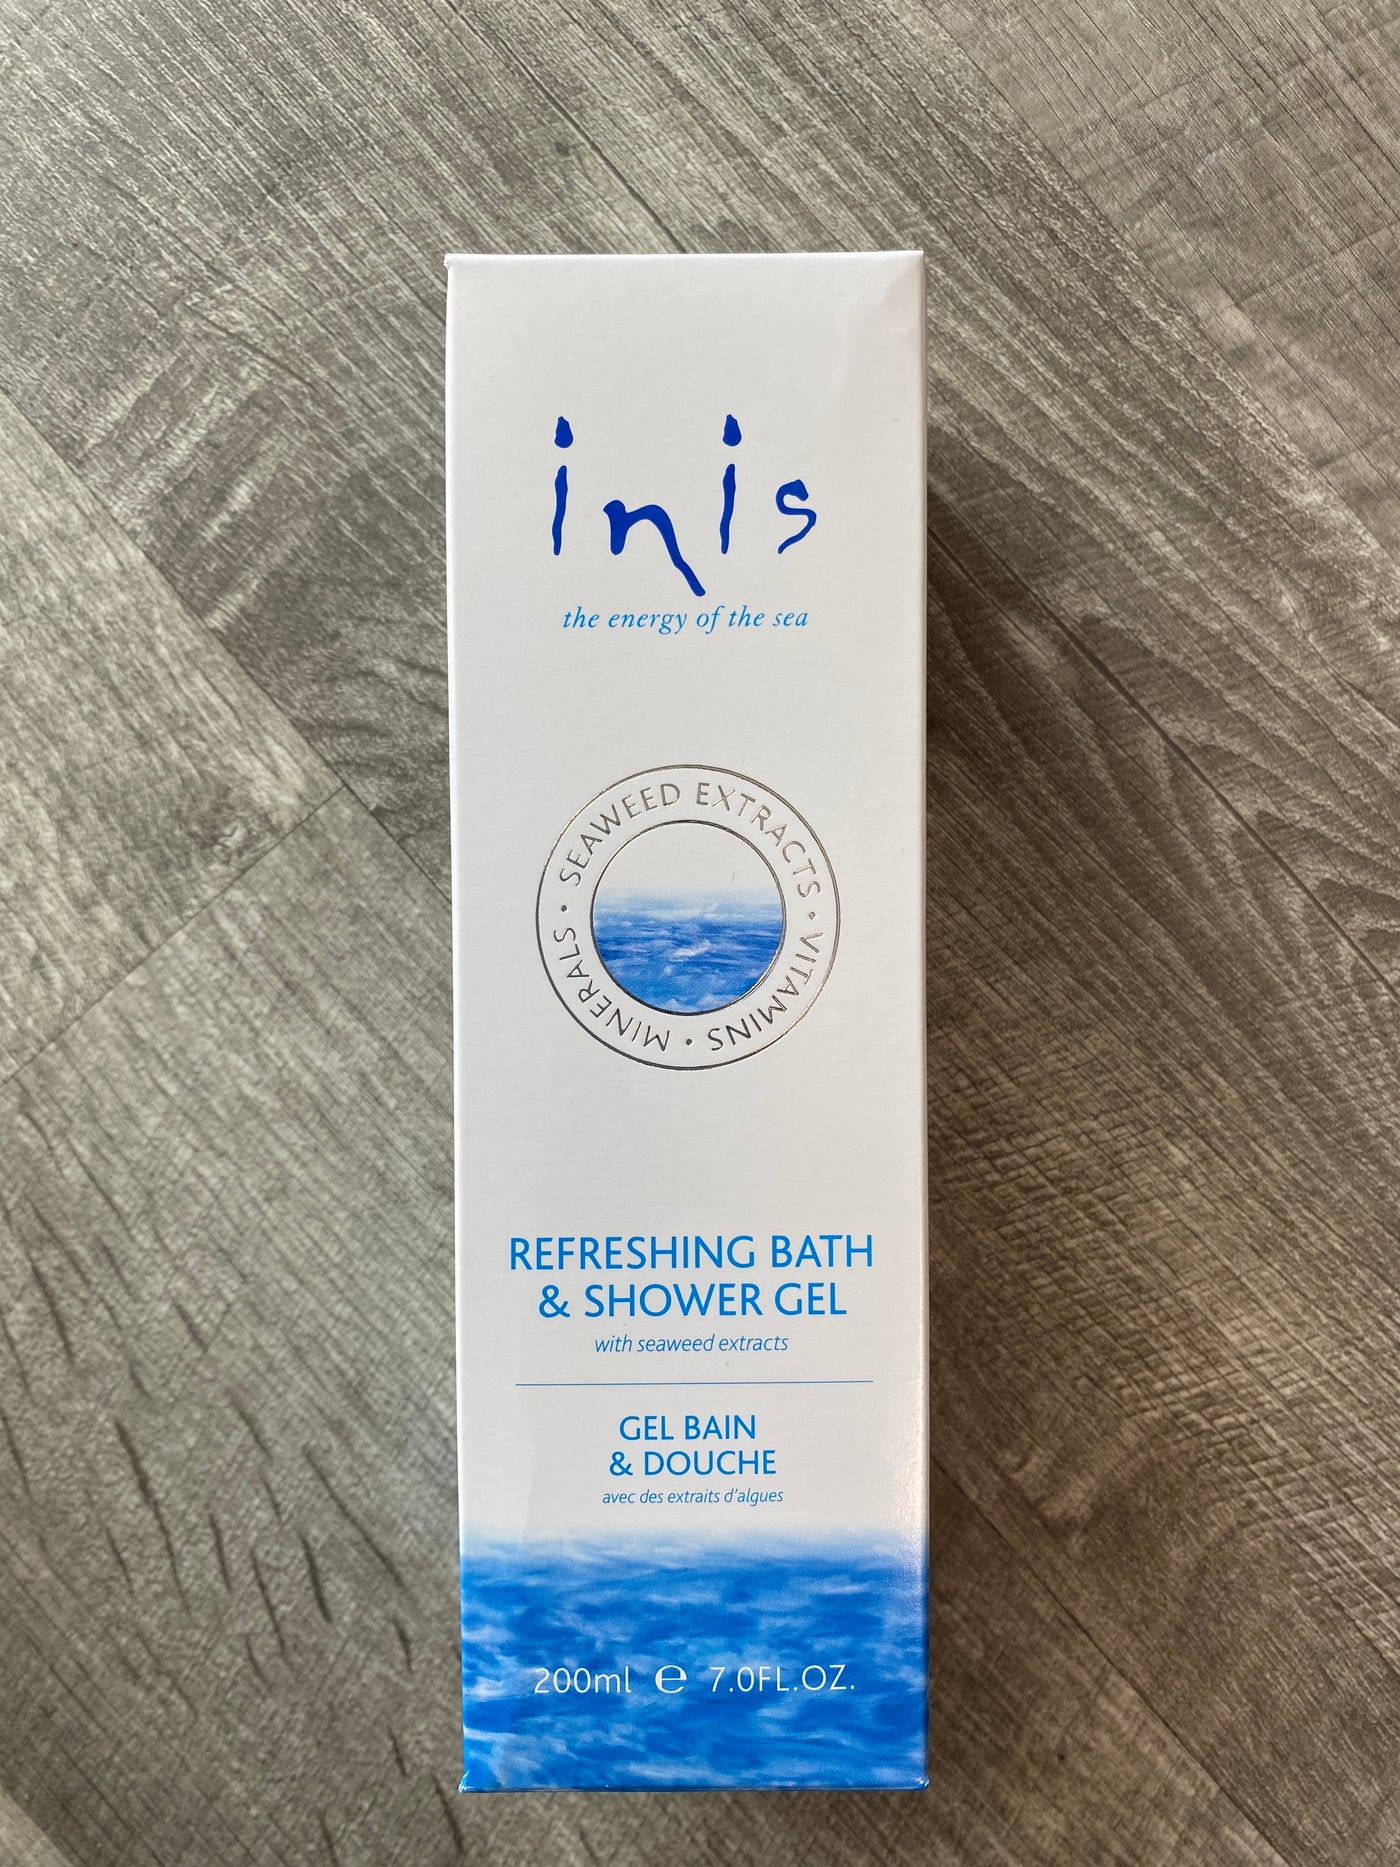 inis
the energy of the sea
SEAWEED EXTRACTS · VITAMINS · MINERALS ·
REFRESHING BATH
& SHOWER GEL
with seaweed extracts
GEL BAIN
& DOUCHE
avec des extraits d'algues
200ml ℮ 7.0FL.OZ.